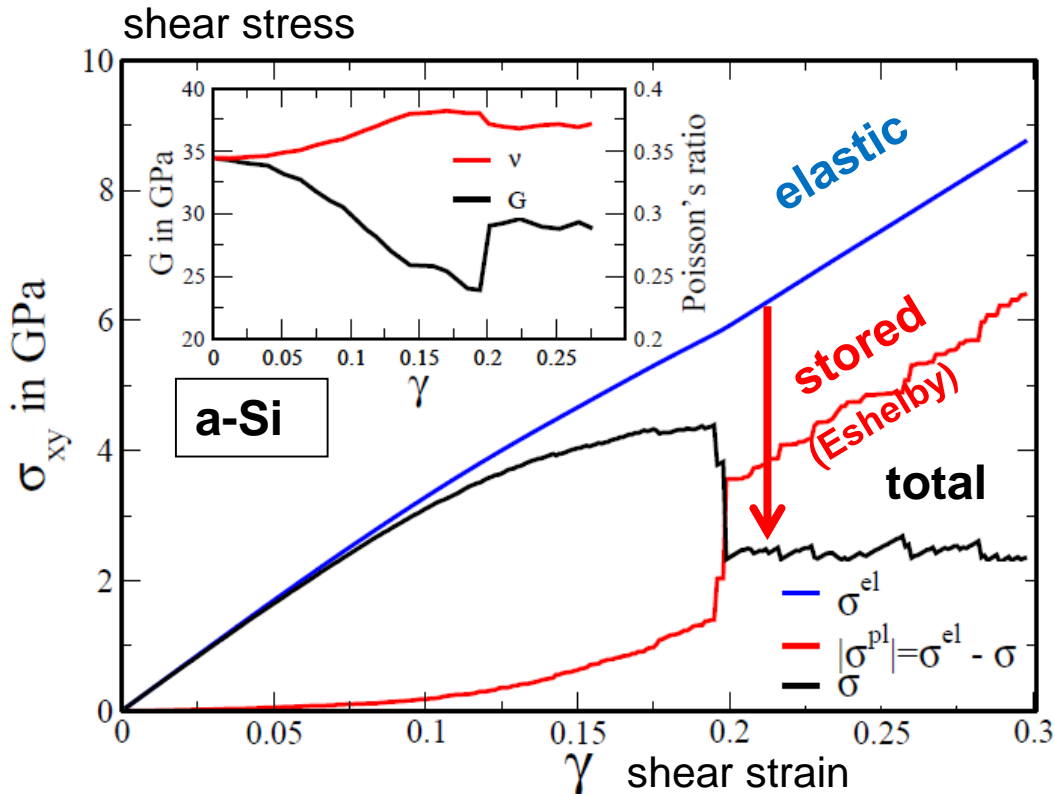 shear stress
10
8
6
4
2
0
σxy in GPa
40
35
30
25
20
G in GPa
0.4
0.35
0.3
0.25
0.2
Poisson's ratio
ν
G
0 0.05 0.1 0.15 0.2 0.25
γ
a-Si
elastic
stored
(Eshelby)
total
σel
|σpl|=σel - σ
σ
0 0.05 0.1 0.15 0.2 0.25 0.3
γ shear strain